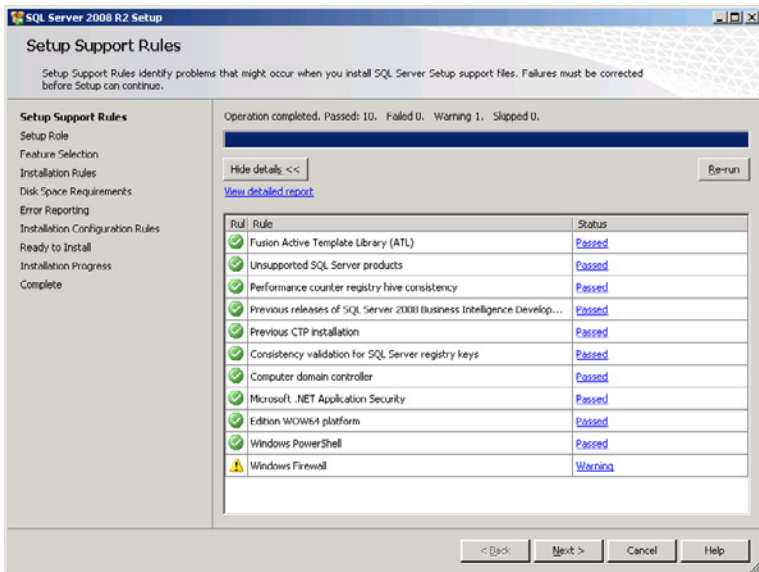 SQL Server 2008 R2 Setup
Setup Support Rules
Setup Support Rules identify problems that might occur when you install SQL Server Setup support files. Failures must be corrected
before Setup can continue.
Setup Support Rules
Setup Role
Feature Selection
Installation Rules
Disk Space Requirements
Error Reporting
Installation Configuration Rules
Ready to Install
Installation Progress
Complete
Operation completed. Passed: 10. Failed 0. Warning 1. Skipped 0.
Hide details <<
Re-run
View detailed report
Rul Rule Status
Fusion Active Template Library (ATL) Passed
Unsupported SQL Server products Passed
Performance counter registry hive consistency Passed
Previous releases of SQL Server 2008 Business Intelligence Develop... Passed
Previous CTP installation Passed
Consistency validation for SQL Server registry keys Passed
Computer domain controller Passed
Microsoft .NET Application Security Passed
Edition WOW64 platform Passed
Windows PowerShell Passed
Windows Firewall Warning
< Back Next > Cancel Help